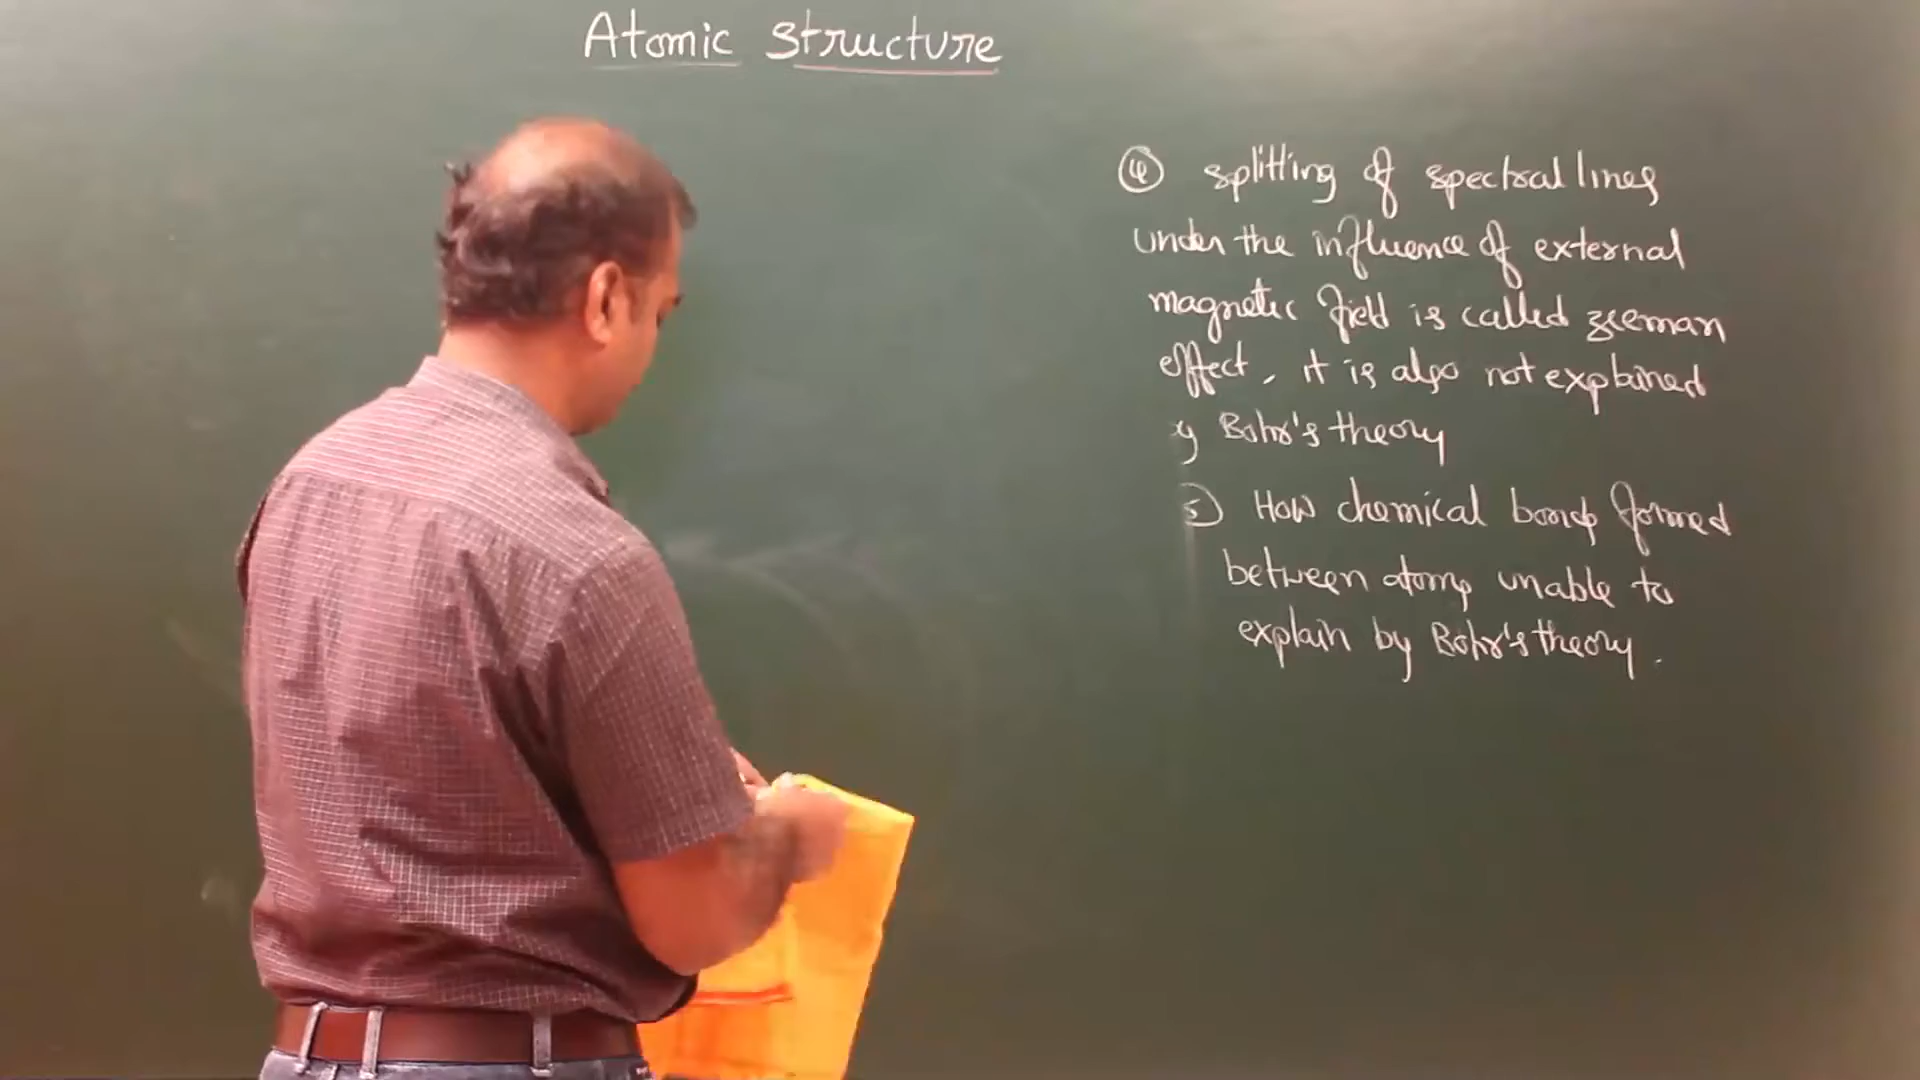 Atomic Structure
④ splitting of spectral lines
under the influence of external
magnetic field is called zeeman
effect, it is also not explained
y Bohr's theory
5) How chemical bonds formed
between atoms unable to
explain by Bohr's theory.